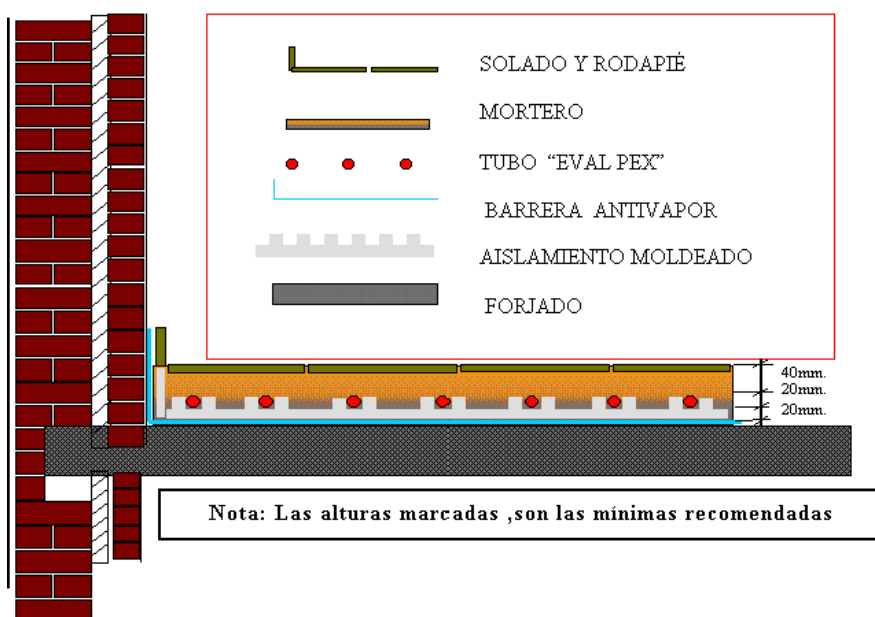 SOLADO Y RODAPIÉ
MORTERO
TUBO “EVAL PEX”
BARRERA ANTIVAPOR
AISLAMIENTO MOLDEADO
FORJADO
40mm.
20mm.
20mm.
Nota: Las alturas marcadas ,son las mínimas recomendadas